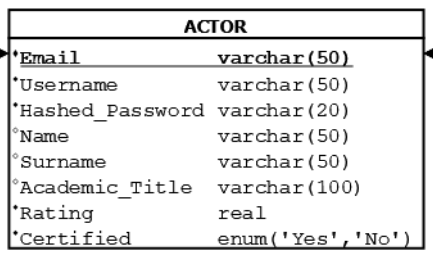 ACTOR
Email varchar(50)
Username varchar(50)
Hashed_Password varchar(20)
Name varchar(50)
Surname varchar(50)
Academic_Title varchar(100)
Rating real
Certified enum('Yes','No')